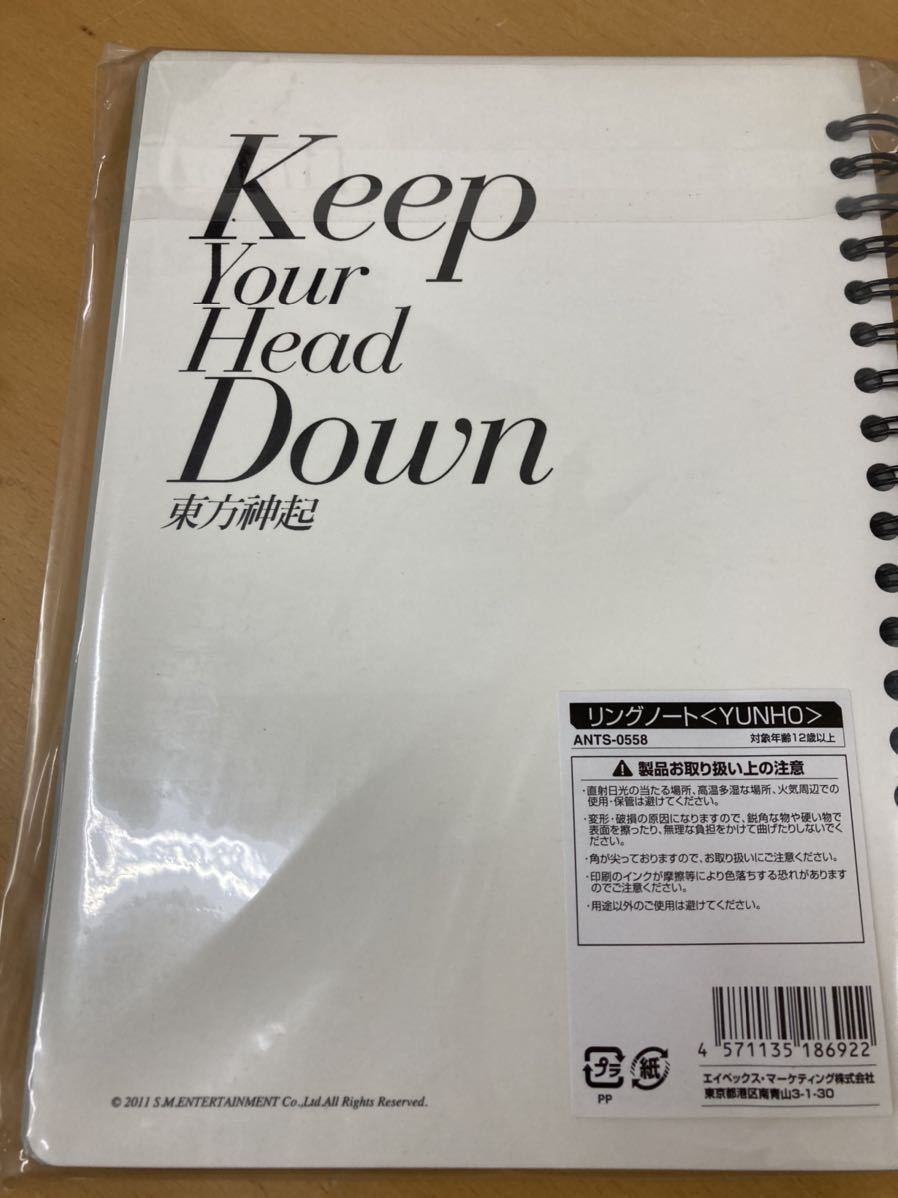 Keep
Your
Head
Down
東方神起
リングノート<YUNHO>
ANTS-0558 対象年齢12歳以上
製品お取り扱い上の注意
・直射日光の当たる場所、高温多湿な場所、火気周辺での
使用・保管は避けてください。
・変形・破損の原因になりますので、鋭角な物や硬い物で
表面を擦ったり、無理な負担をかけて曲げたりしないでく
ださい。
・角が尖っておりますので、お取り扱いにご注意ください。
・印刷のインクが摩擦等により色落ちする恐れがあります
のでご注意ください。
・用途以外のご使用は避けてください。
4 571135 186922
プラ
PP
紙
エイベックス・マーケティング株式会社
東京都港区南青山3-1-30
© 2011 S.M.ENTERTAINMENT Co.,Ltd.All Rights Reserved.